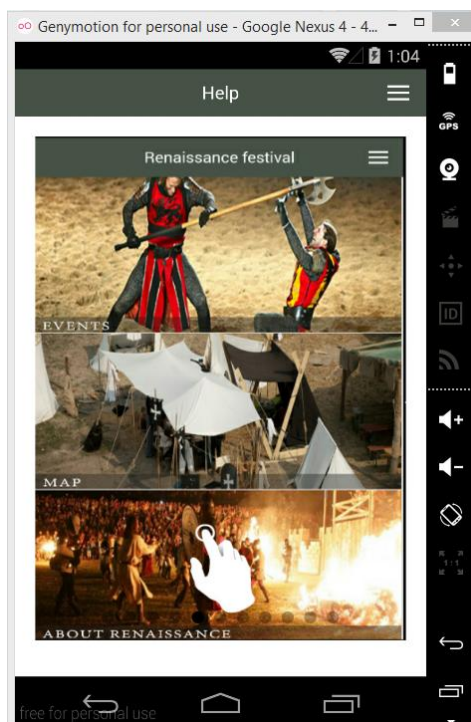 Genymotion for personal use - Google Nexus 4 - 4...
1:04
Help
GPS
Renaissance festival
EVENTS
ID
MAP
1:1
ABOUT RENAISSANCE
free for personal use